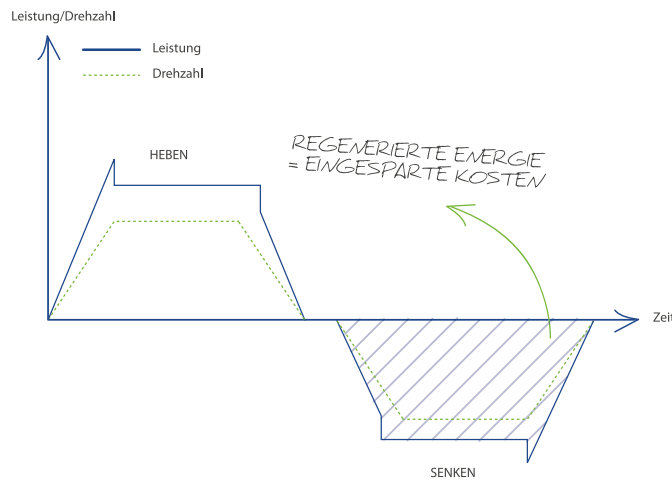 Leistung/Drehzahl
Leistung
Drehzahl
HEBEN
REGENERIERTE ENERGIE
= EINGESPARTE KOSTEN
Zeit
SENKEN